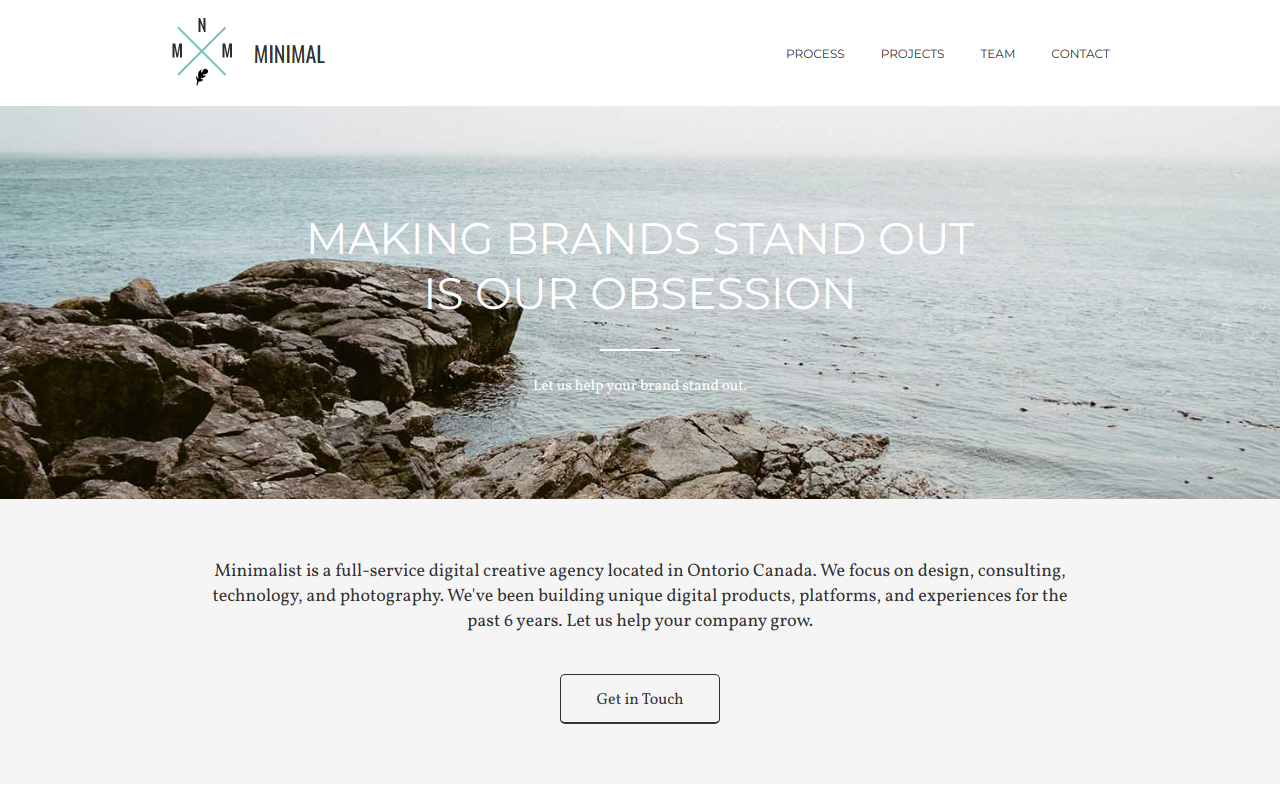 N
M M
MINIMAL
PROCESS PROJECTS TEAM CONTACT
MAKING BRANDS STAND OUT
IS OUR OBSESSION
Let us help your brand stand out.
Minimalist is a full-service digital creative agency located in Ontorio Canada. We focus on design, consulting,
technology, and photography. We've been building unique digital products, platforms, and experiences for the
past 6 years. Let us help your company grow.
Get in Touch